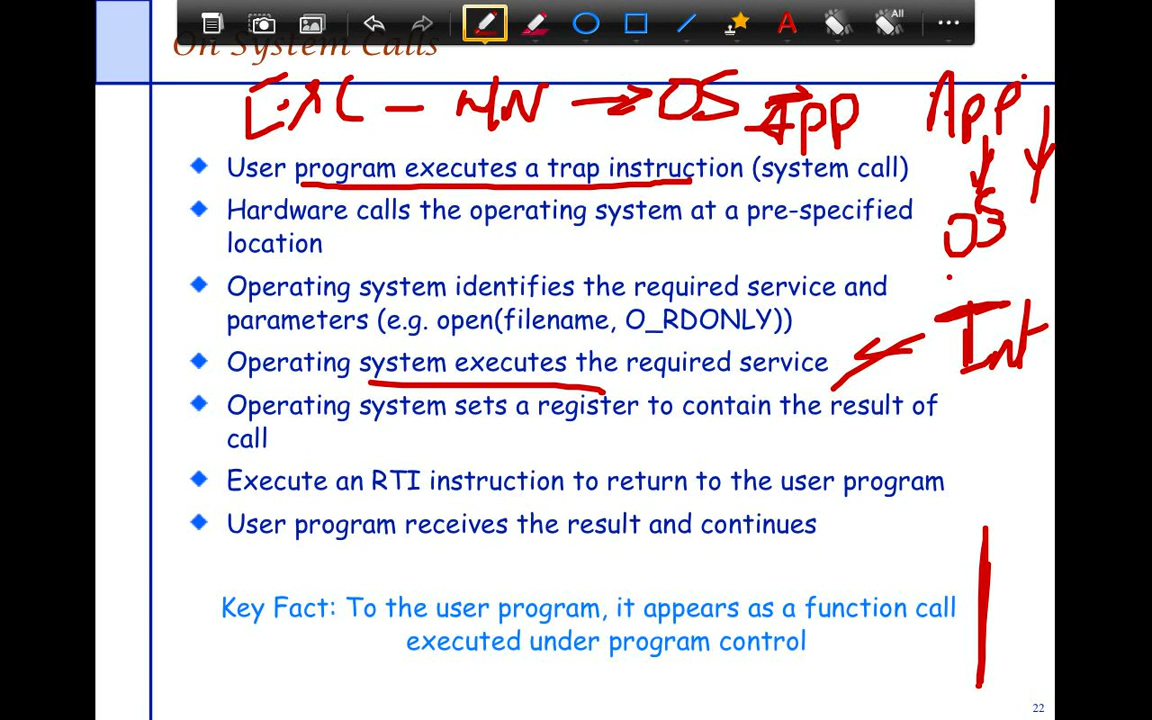 A All
On System Calls
EXC - H/W → OS App App
User program executes a trap instruction (system call)
Hardware calls the operating system at a pre-specified
location
OS
Operating system identifies the required service and
parameters (e.g. open(filename, O_RDONLY))
Int
Operating system executes the required service
Operating system sets a register to contain the result of
call
Execute an RTI instruction to return to the user program
User program receives the result and continues
Key Fact: To the user program, it appears as a function call
executed under program control
22